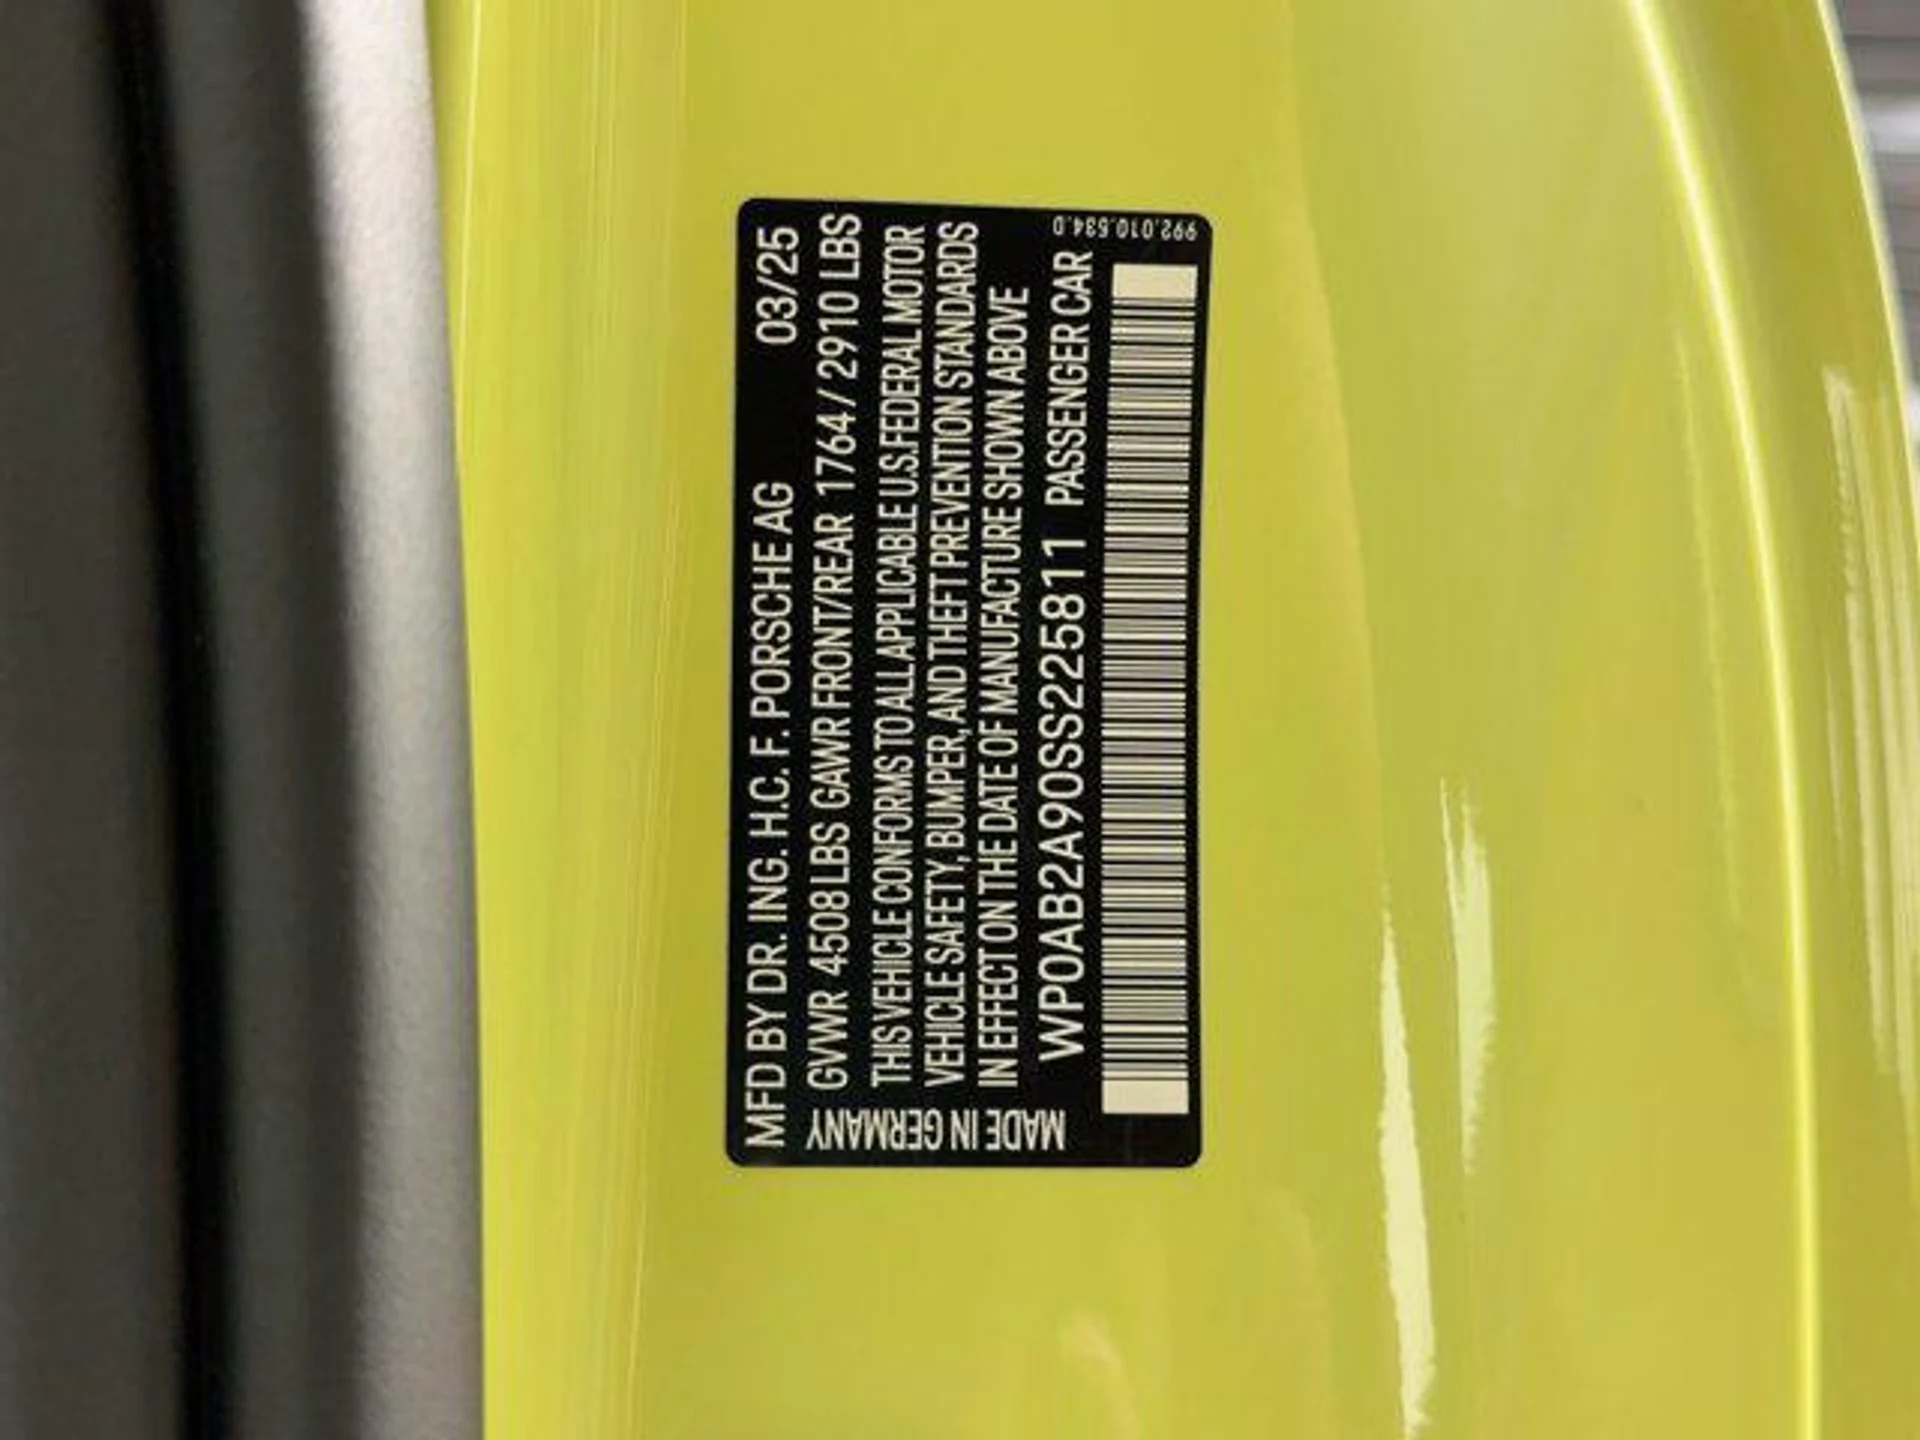 MFD BY DR. ING. H.C. F. PORSCHE AG 03/25
GVWR 4508 LBS GAWR FRONT/REAR 1764 / 2910 LBS
THIS VEHICLE CONFORMS TO ALL APPLICABLE U.S. FEDERAL MOTOR
VEHICLE SAFETY, BUMPER, AND THEFT PREVENTION STANDARDS
IN EFFECT ON THE DATE OF MANUFACTURE SHOWN ABOVE
WP0AB2A90SS225811 PASSENGER CAR
MADE IN GERMANY
992.010.534.D